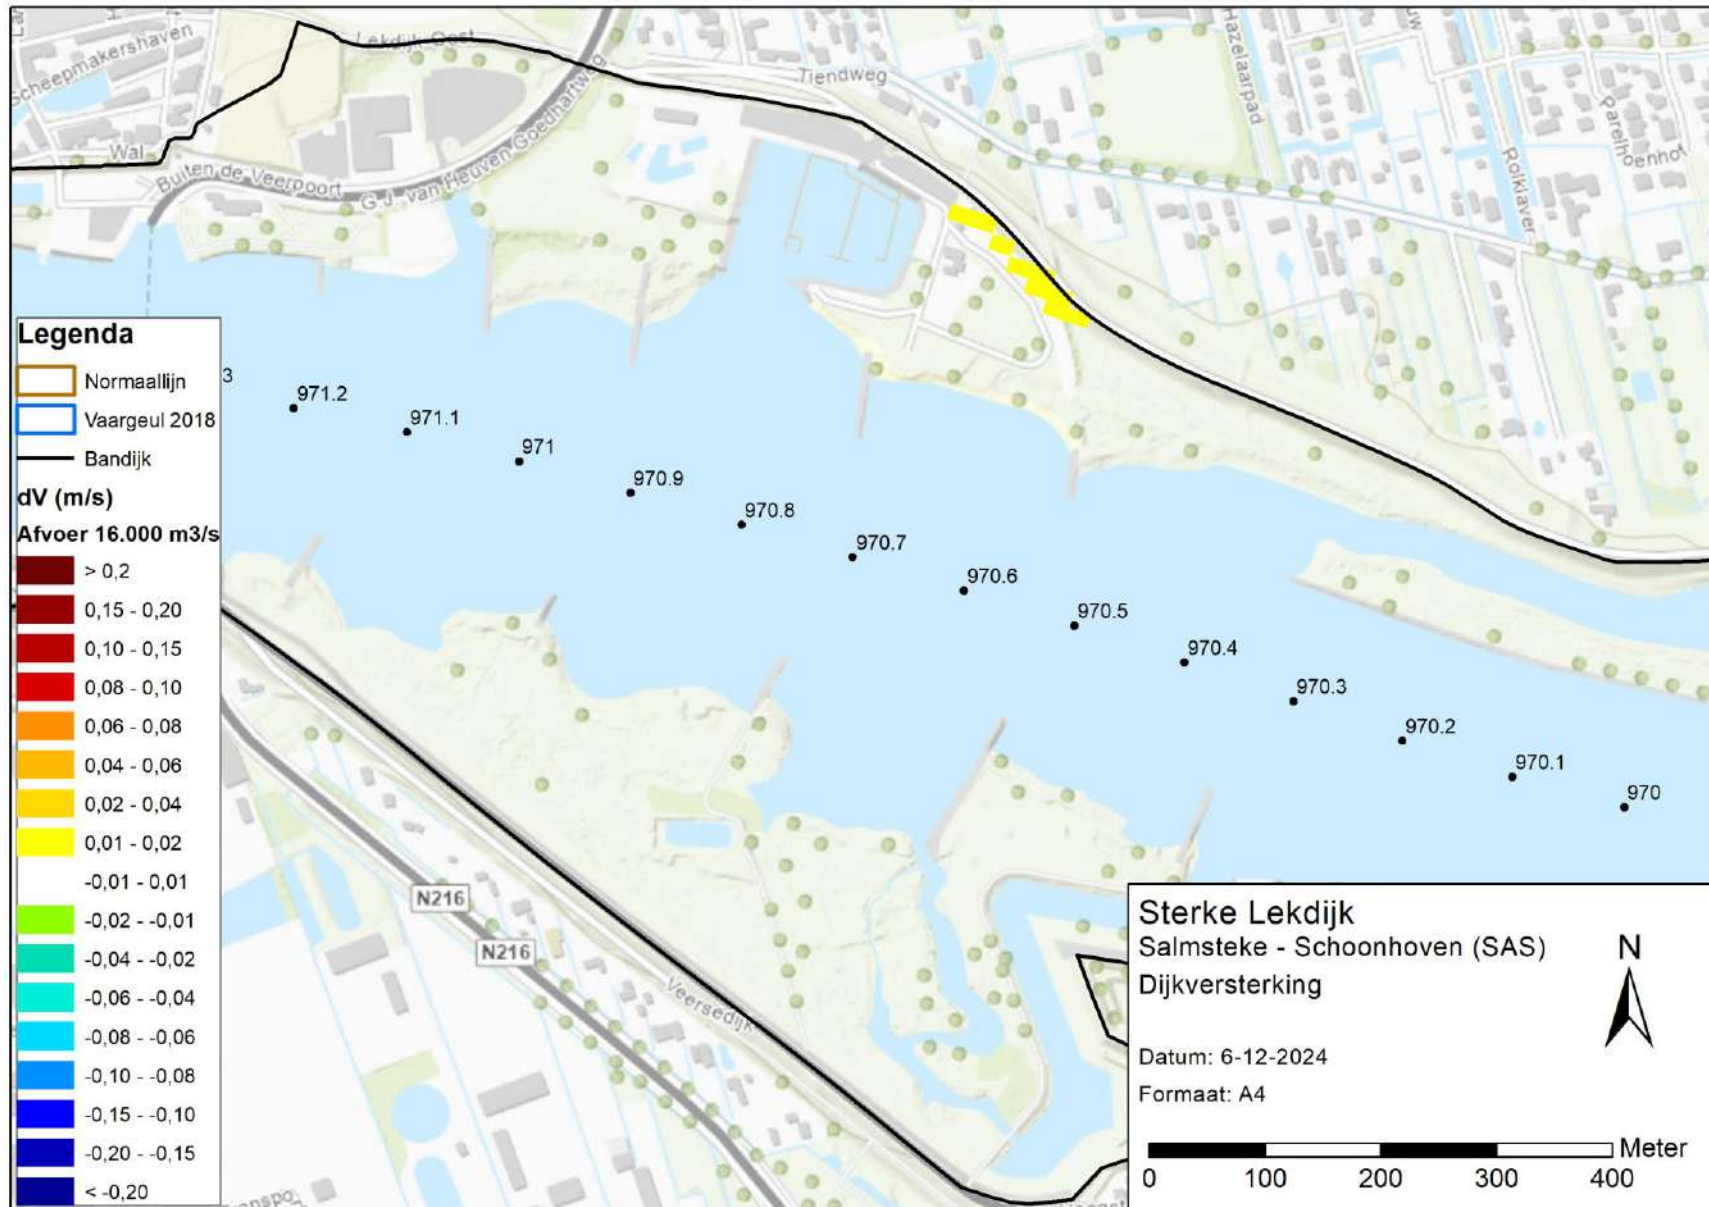 Scheepmakershaven
Lekdijk Oost
Tiendweg
Hazelaarpad
Parelhoenhof
Rolklaver
Wal
Buiten de Veerpoort
G.J. van Heuven Goedhartweg
Legenda
Normaallijn
Vaargeul 2018
Bandijk
dV (m/s)
Afvoer 16.000 m3/s
> 0,2
0,15 - 0,20
0,10 - 0,15
0,08 - 0,10
0,06 - 0,08
0,04 - 0,06
0,02 - 0,04
0,01 - 0,02
-0,01 - 0,01
-0,02 - -0,01
-0,04 - -0,02
-0,06 - -0,04
-0,08 - -0,06
-0,10 - -0,08
-0,15 - -0,10
-0,20 - -0,15
< -0,20
3
971.2
971.1
971
970.9
970.8
970.7
970.6
970.5
970.4
970.3
970.2
970.1
970
N216
N216
Veersedijk
Sterke Lekdijk
Salmsteke - Schoonhoven (SAS)
Dijkversterking
N
Datum: 6-12-2024
Formaat: A4
Meter
0 100 200 300 400